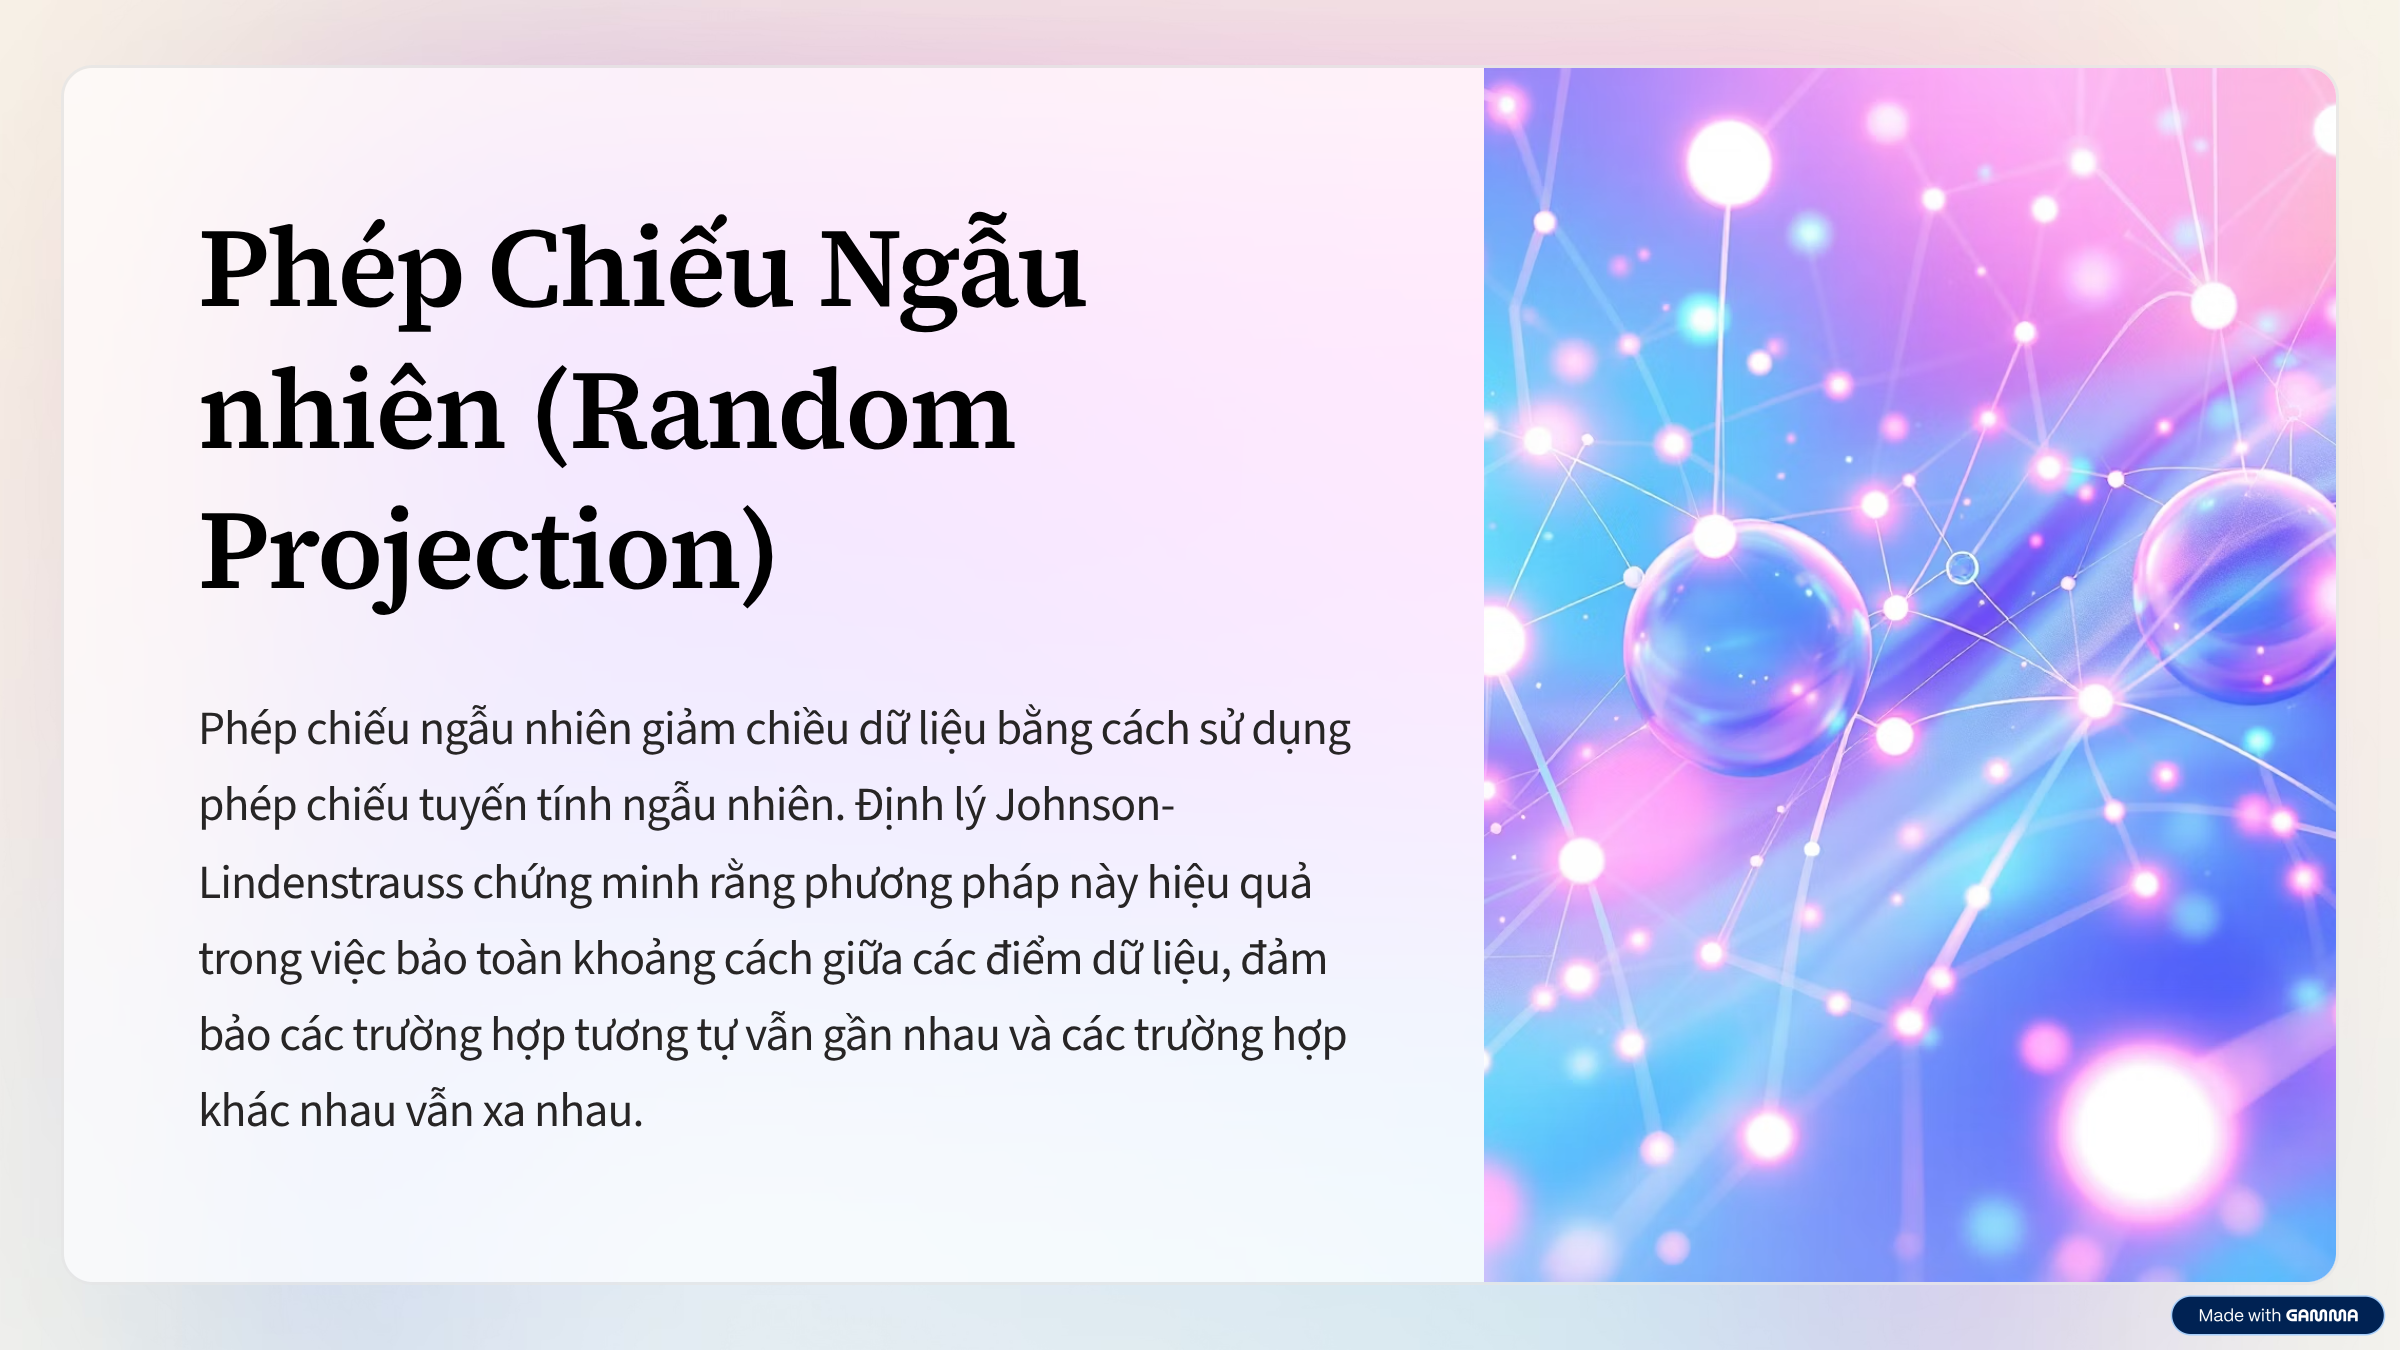 Phép Chiếu Ngẫu
nhiên (Random
Projection)
Phép chiếu ngẫu nhiên giảm chiều dữ liệu bằng cách sử dụng
phép chiếu tuyến tính ngẫu nhiên. Định lý Johnson-
Lindenstrauss chứng minh rằng phương pháp này hiệu quả
trong việc bảo toàn khoảng cách giữa các điểm dữ liệu, đảm
bảo các trường hợp tương tự vẫn gần nhau và các trường hợp
khác nhau vẫn xa nhau.
Made with GAMMA